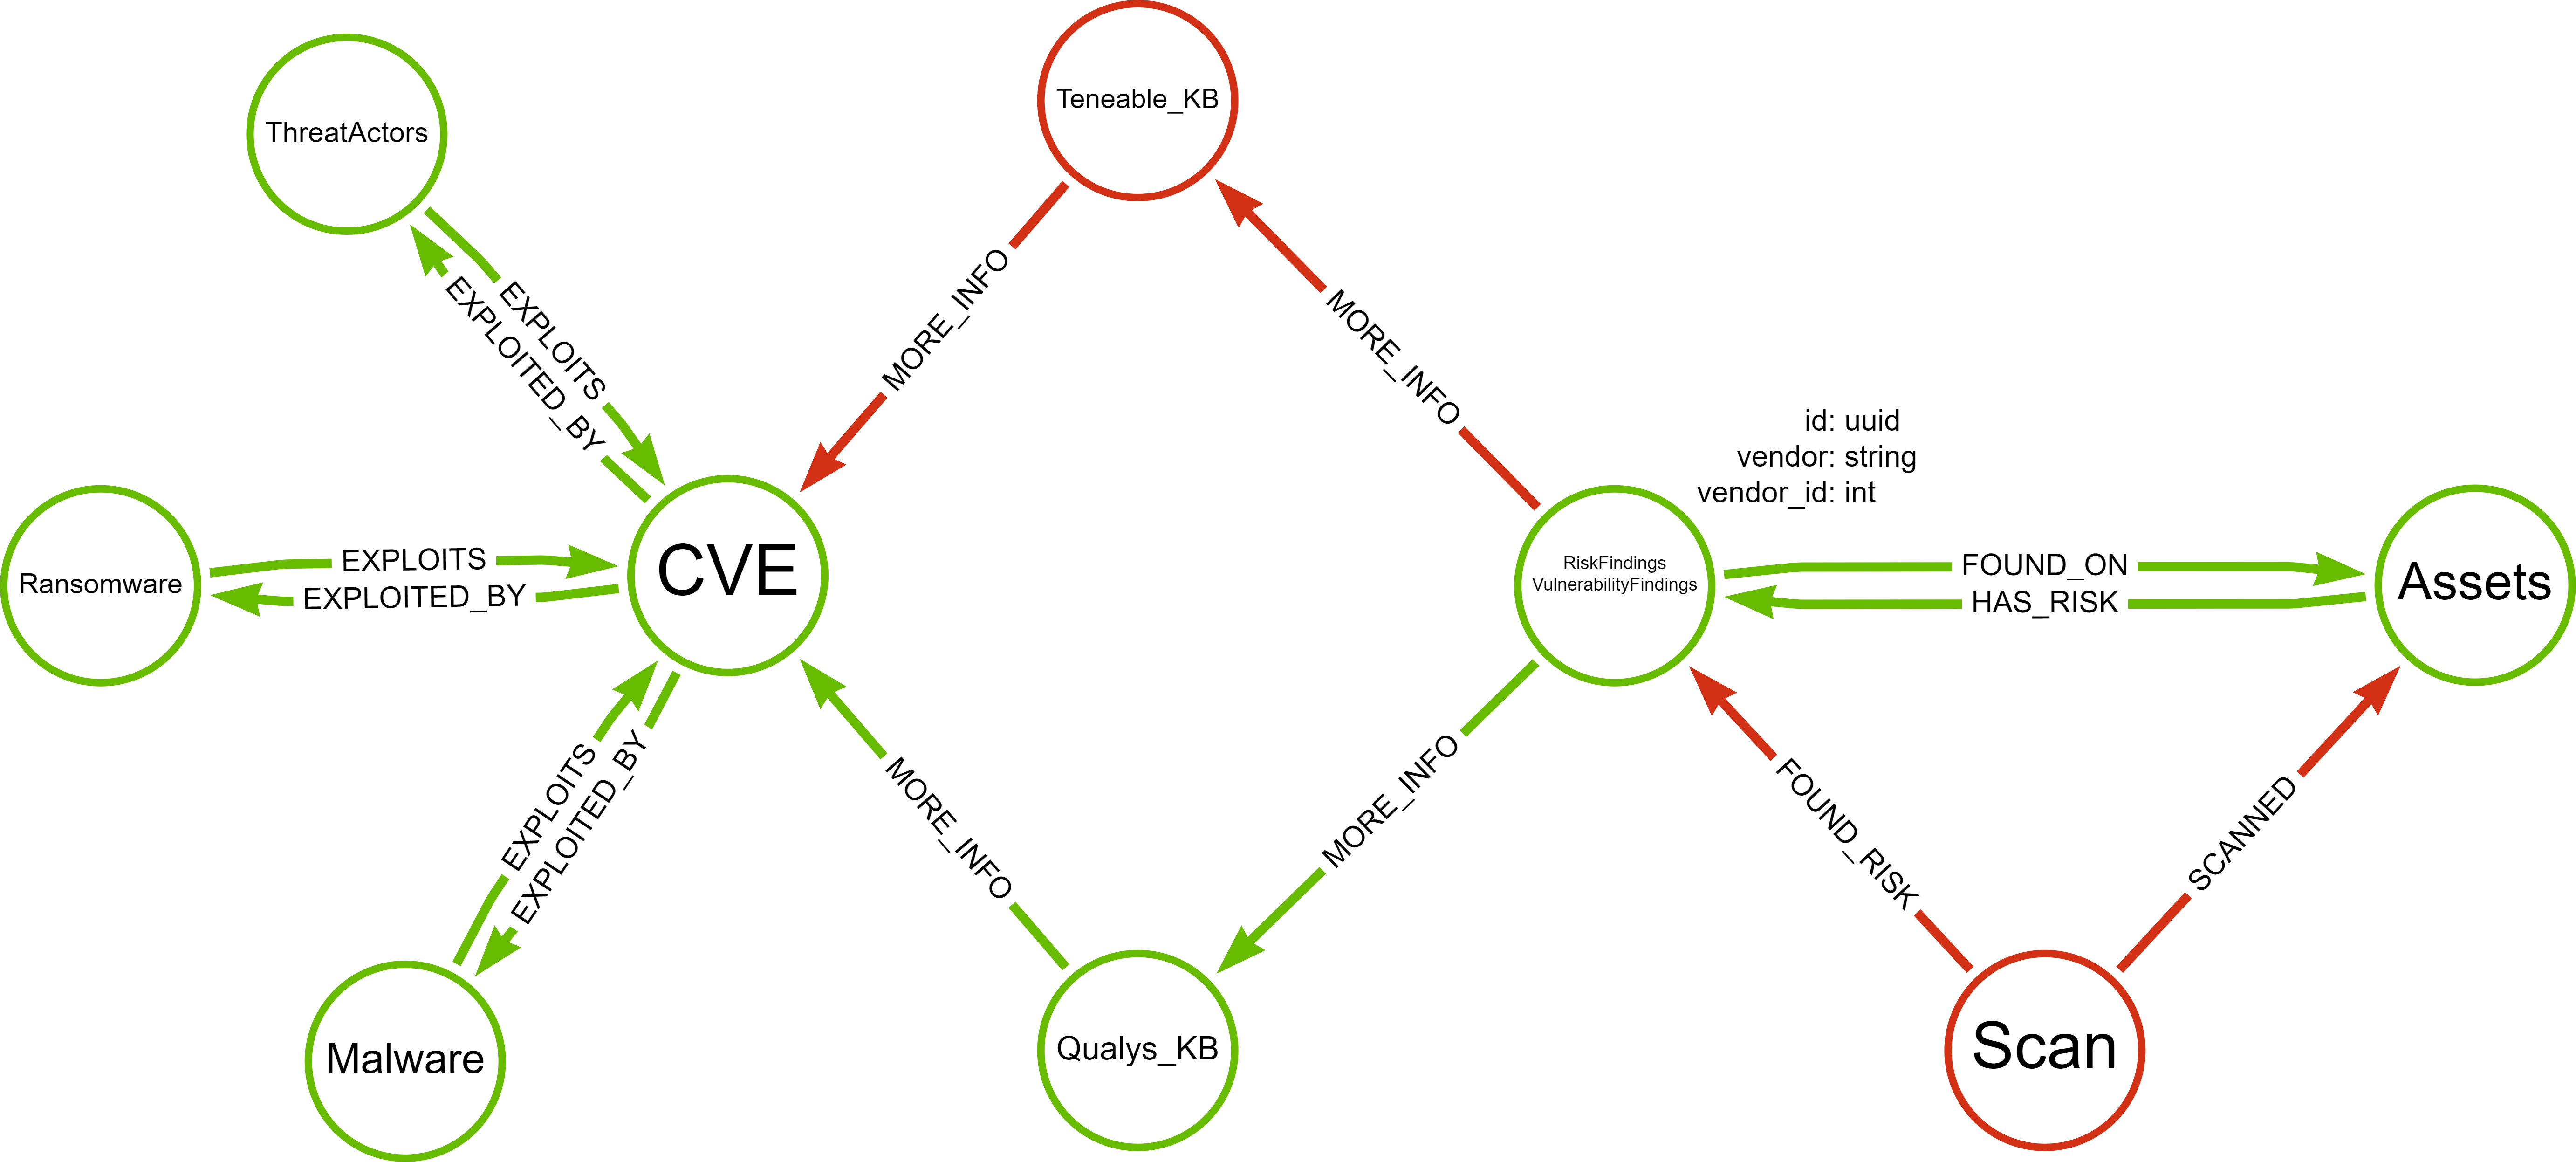 Teneable_KB
ThreatActors
EXPLOITS
EXPLOITED_BY
MORE_INFO
MORE_INFO
id: uuid
vendor: string
vendor_id: int
CVE
RiskFindings
VulnerabilityFindings
FOUND_ON
HAS_RISK
Assets
Ransomware
EXPLOITS
EXPLOITED_BY
EXPLOITS
EXPLOITED_BY
MORE_INFO
MORE_INFO
FOUND_RISK
SCANNED
Malware
Qualys_KB
Scan